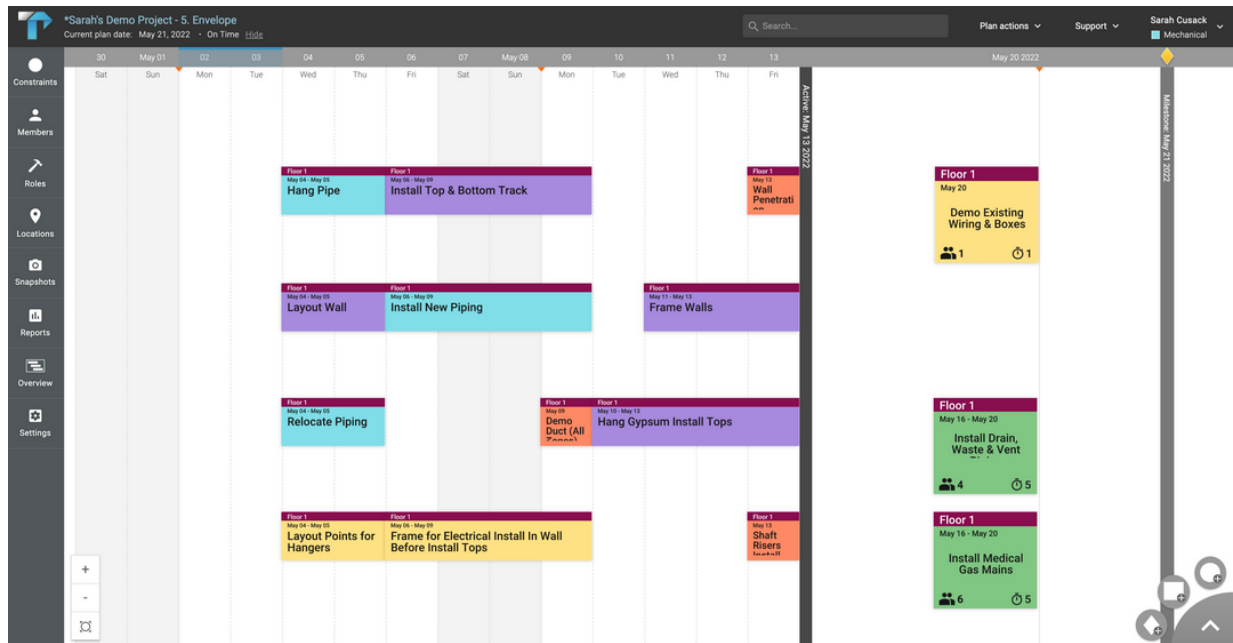 *Sarah's Demo Project - 5. Envelope
Current plan date: May 21, 2022 • On Time Hide
Search...
Plan actions
Support
Sarah Cusack
Mechanical
30 May 01 02 03 04 05 06 07 May 08 09 10 11 12 13 May 20 2022
Sat Sun Mon Tue Wed Thu Fri Sat Sun Mon Tue Wed Thu Fri
Constraints
Members
Roles
Locations
Snapshots
Reports
Overview
Settings
Floor 1
May 04 - May 05
Hang Pipe
Floor 1
May 06 - May 09
Install Top & Bottom Track
Floor 1
May 13
Wall
Penetrati
Floor 1
May 20
Demo Existing
Wiring & Boxes
1 1
Floor 1
May 04 - May 05
Layout Wall
Floor 1
May 06 - May 09
Install New Piping
Floor 1
May 11 - May 13
Frame Walls
Floor 1
May 04 - May 05
Relocate Piping
Floor 1
May 09
Demo
Duct (All
Floor 1
May 10 - May 13
Hang Gypsum Install Tops
Floor 1
May 16 - May 20
Install Drain,
Waste & Vent
4 5
Floor 1
May 04 - May 05
Layout Points for
Hangers
Floor 1
May 06 - May 09
Frame for Electrical Install In Wall
Before Install Tops
Floor 1
May 13
Shaft
Risers
Floor 1
May 16 - May 20
Install Medical
Gas Mains
6 5
Active: May 13 2022
Milestone: May 21 2022
+
-